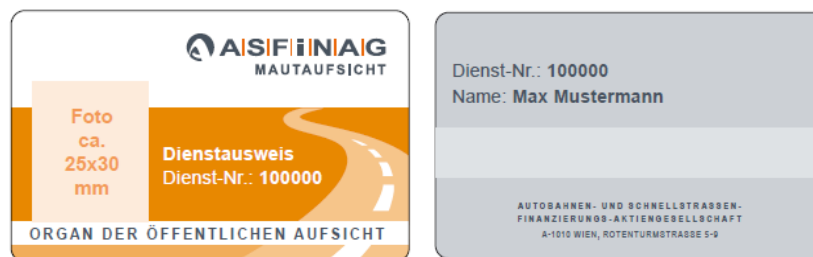 ASFiNAG
MAUTAUFSICHT
Foto
ca.
25x30
mm
Dienstausweis
Dienst-Nr.: 100000
ORGAN DER ÖFFENTLICHEN AUFSICHT
Dienst-Nr.: 100000
Name: Max Mustermann
AUTOBAHNEN- UND SCHNELLSTRASSEN-
FINANZIERUNGS-AKTIENGESELLSCHAFT
A-1010 WIEN, ROTENTURMSTRASSE 5-9